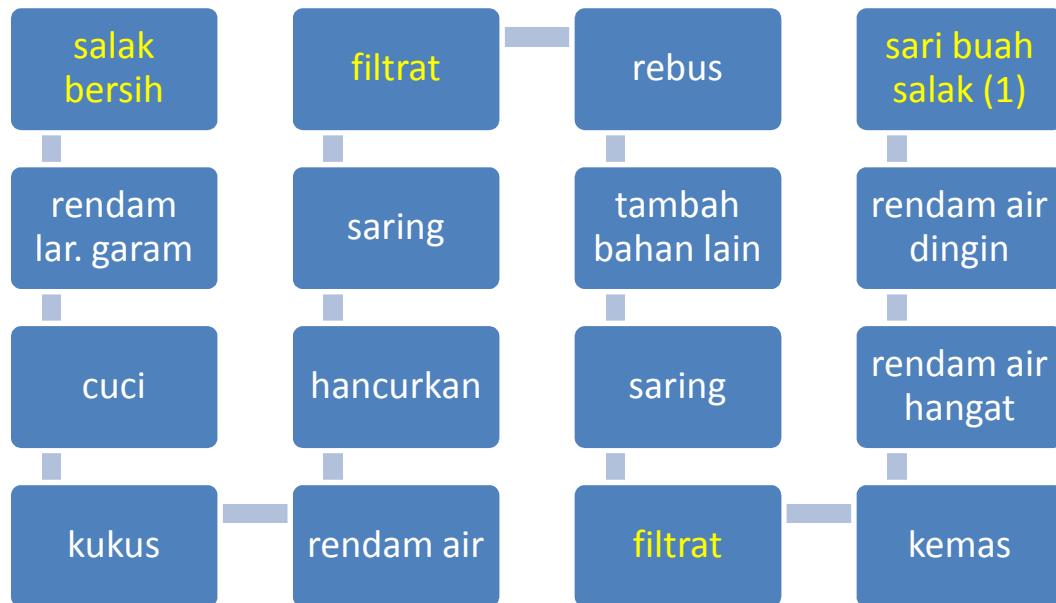 salak
bersih
rendam
lar. garam
cuci
kukus
rendam air
hancurkan
saring
filtrat
rebus
tambah
bahan lain
saring
filtrat
kemas
rendam air
hangat
rendam air
dingin
sari buah
salak (1)